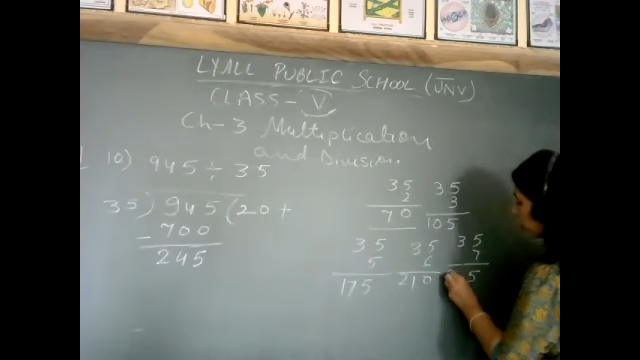 LYALL PUBLIC SCHOOL (JNV)
CLASS - V
Ch-3 Multiplication
and Division.
10) 945 ÷ 35
35) 945 (20 +
- 700
245
35 35
2 3
70 105
35 35 35
5 6 7
175 210 5